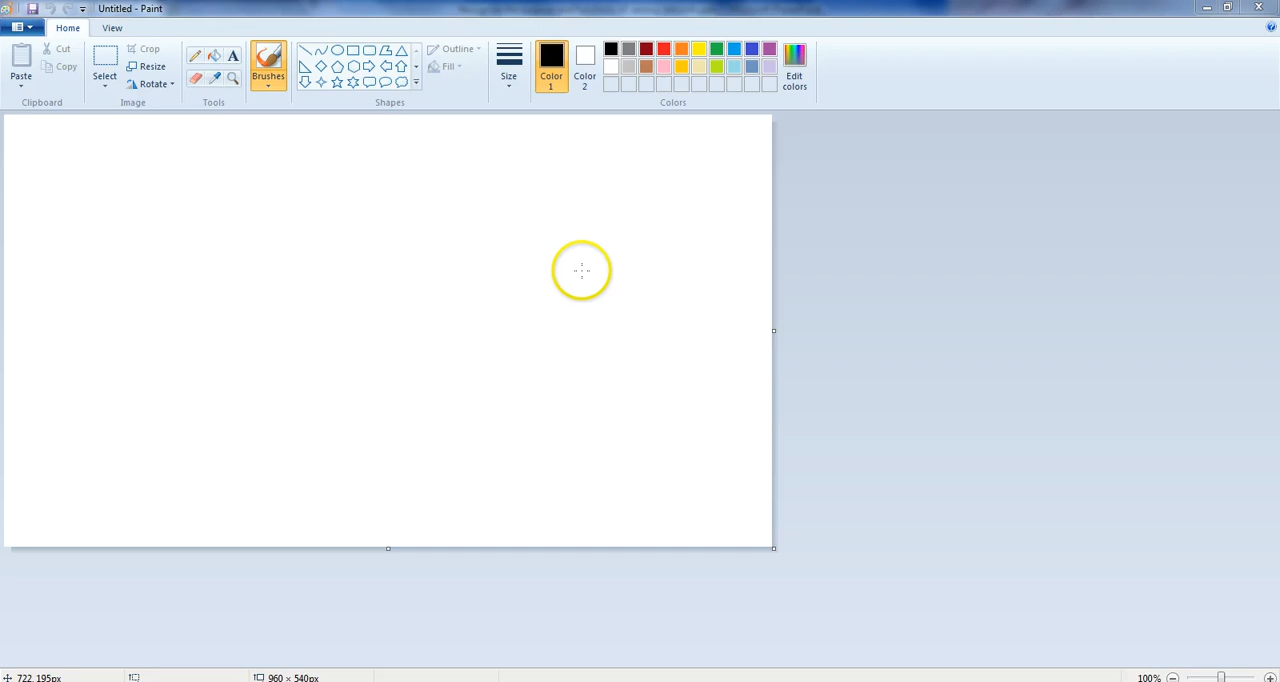 Untitled - Paint
Home View
Paste
Cut
Copy
Clipboard
Select
Crop
Resize
Rotate
Image
A
Tools
Brushes
Shapes
Outline
Fill
Size
Color 1
Color 2
Colors
Edit colors
722, 195px
960 × 540px
100%